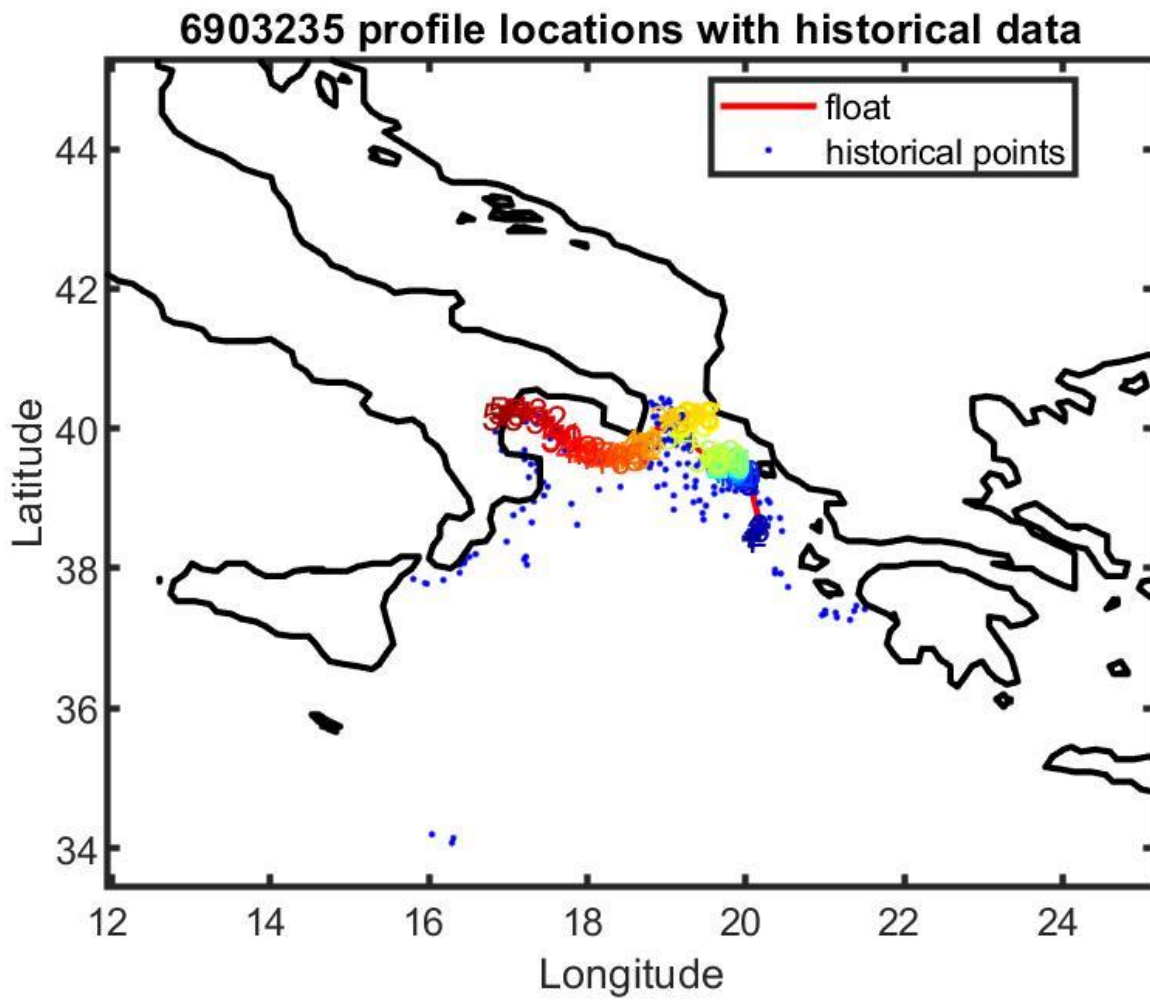 6903235 profile locations with historical data
float
historical points
44
42
40
38
36
34
Latitude
12 14 16 18 20 22 24
Longitude